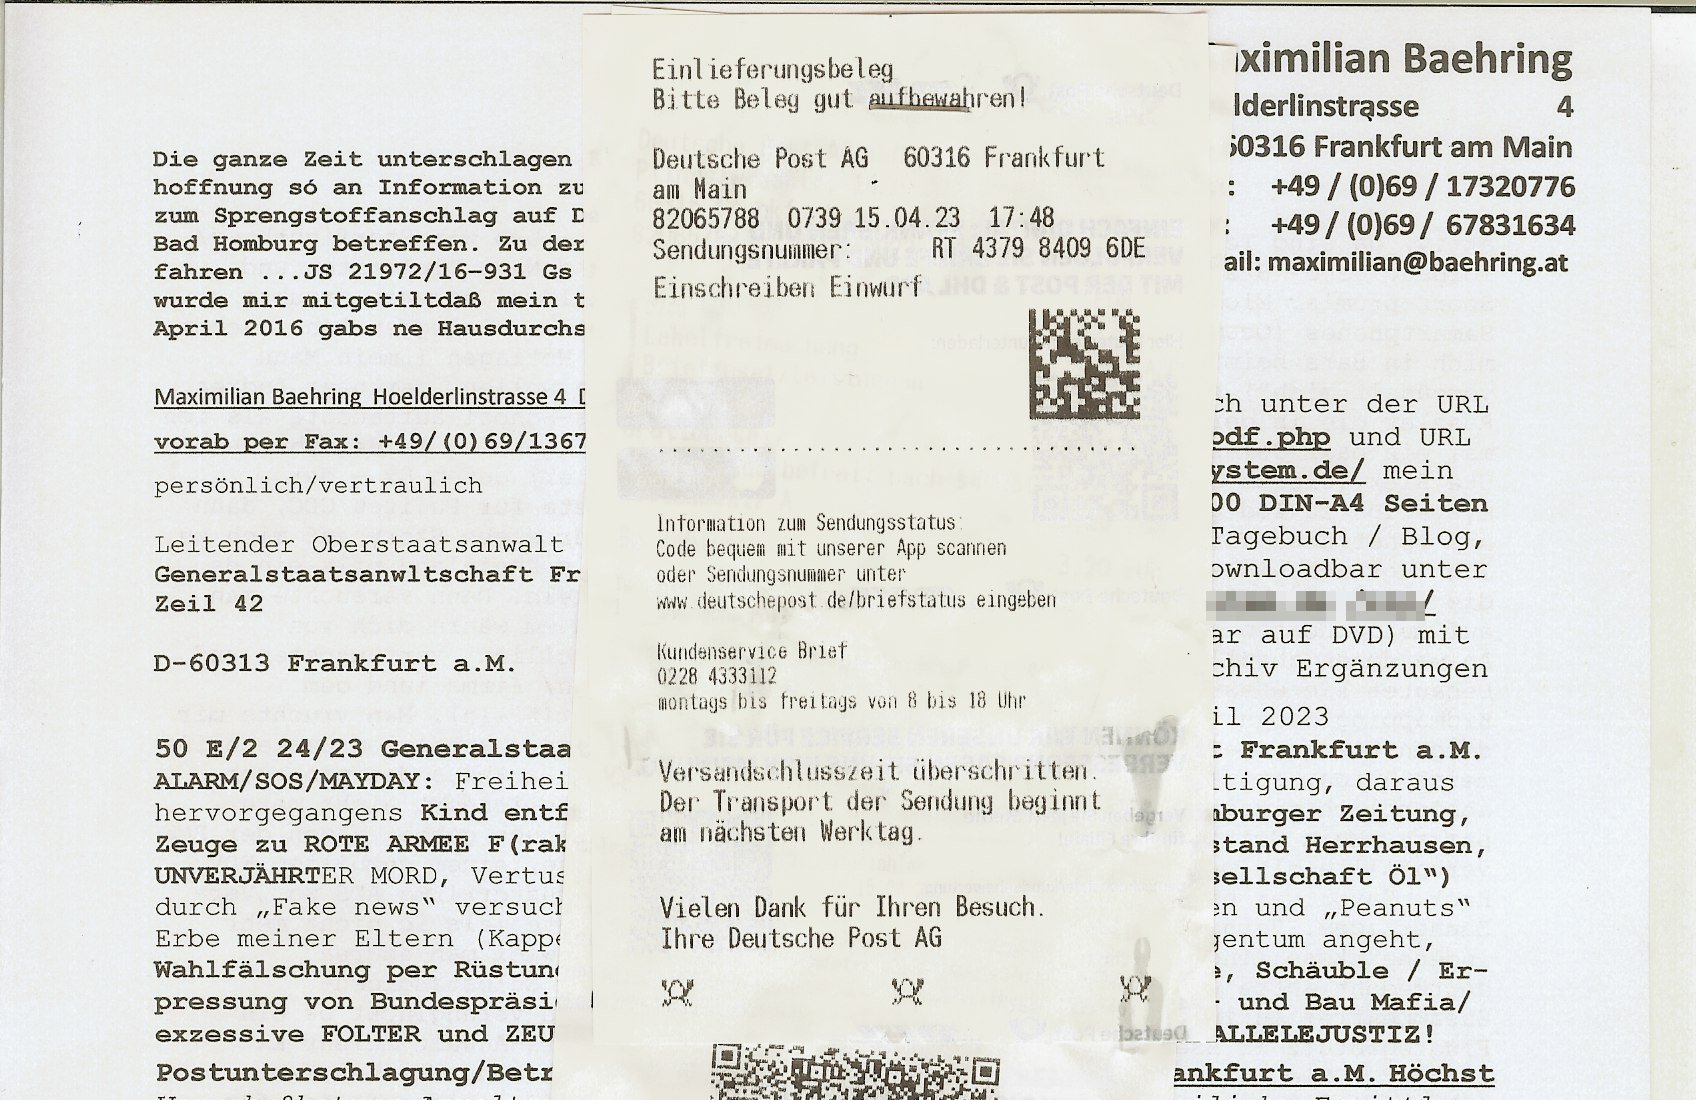 Die ganze Zeit unterschlagen
hoffnung só an Information zu
zum Sprengstoffanschlag auf D
Bad Homburg betreffen. Zu der
fahren ...JS 21972/16-931 Gs
wurde mir mitgetiltdaß mein t
April 2016 gabs ne Hausdurchs
Maximilian Baehring Hoelderlinstrasse 4 D
vorab per Fax: +49/(0)69/1367
persönlich/vertraulich
Leitender Oberstaatsanwalt
Generalstaatsanwltschaft Fr
Zeil 42
D-60313 Frankfurt a.M.
50 E/2 24/23 Generalstaa
ALARM/SOS/MAYDAY: Freihei
hervorgegangens Kind entf
Zeuge zu ROTE ARMEE F(rak
UNVERJÄHRTER MORD, Vertus
durch „Fake news“ versuch
Erbe meiner Eltern (Kappe
Wahlfälschung per Rüstung
pressung von Bundespräsi
exzessive FOLTER und ZEU
Postunterschlagung/Betr
Einlieferungsbeleg
Bitte Beleg gut aufbewahren!
Deutsche Post AG 60316 Frankfurt
am Main
82065788 0739 15.04.23 17:48
Sendungsnummer: RT 4379 8409 6DE
Einschreiben Einwurf
Information zum Sendungsstatus:
Code bequem mit unserer App scannen
oder Sendungsnummer unter
www.deutschepost.de/briefstatus eingeben
Kundenservice Brief
0228 4333112
montags bis freitags von 8 bis 18 Uhr
Versandschlusszeit überschritten.
Der Transport der Sendung beginnt
am nächsten Werktag.
Vielen Dank für Ihren Besuch.
Ihre Deutsche Post AG
aximilian Baehring
lderlinstrasse 4
60316 Frankfurt am Main
: +49 / (0)69 / 17320776
: +49 / (0)69 / 67831634
ail: maximilian@baehring.at
ch unter der URL
pdf.php und URL
ystem.de/ mein
00 DIN-A4 Seiten
Tagebuch / Blog,
ownloadbar unter
ar auf DVD) mit
chiv Ergänzungen
il 2023
t Frankfurt a.M.
ltigung, daraus
mburger Zeitung,
stand Herrhausen,
sellschaft Öl“)
en und „Peanuts“
gentum angeht,
e, Schäuble / Er-
- und Bau Mafia/
ALLELEJUSTIZ!
ankfurt a.M. Höchst